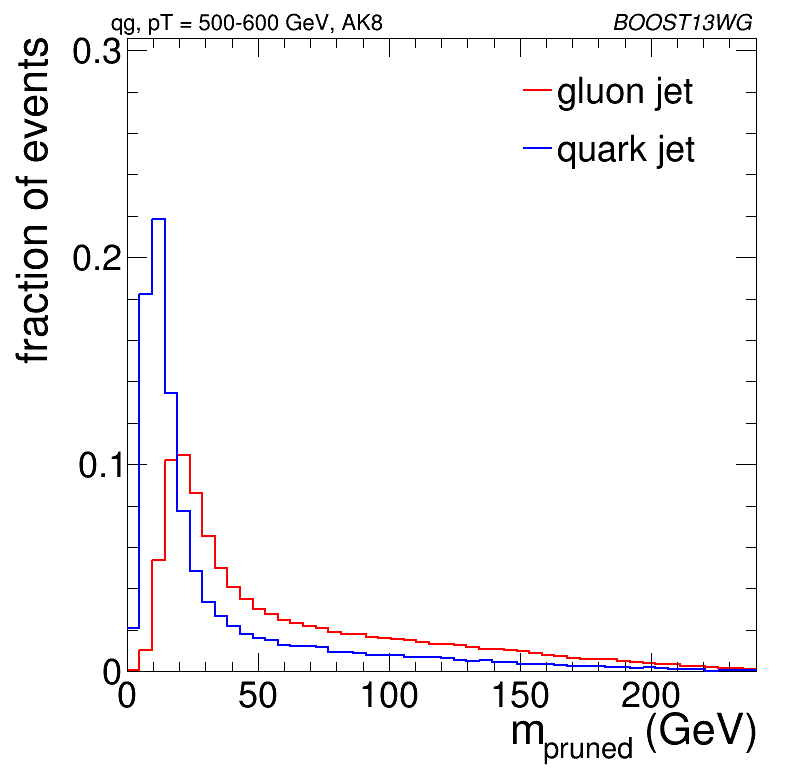 qg, pT = 500-600 GeV, AK8
BOOST13WG
gluon jet
quark jet
fraction of events
0.3
0.2
0.1
0
0 50 100 150 200
m_pruned (GeV)